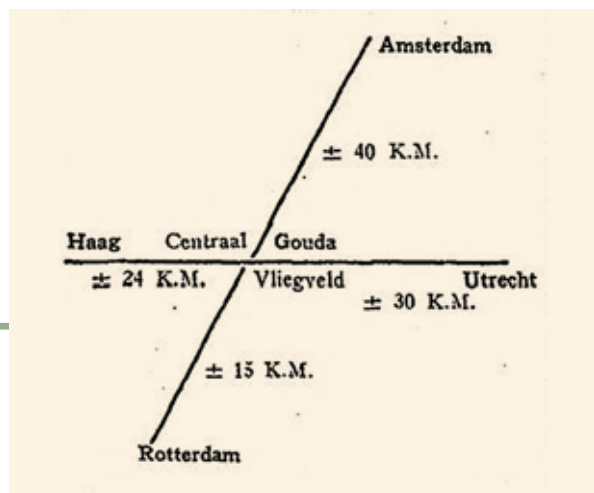 Amsterdam
± 40 K.M.
Haag Centraal Gouda
± 24 K.M. Vliegveld Utrecht
± 30 K.M.
± 15 K.M.
Rotterdam